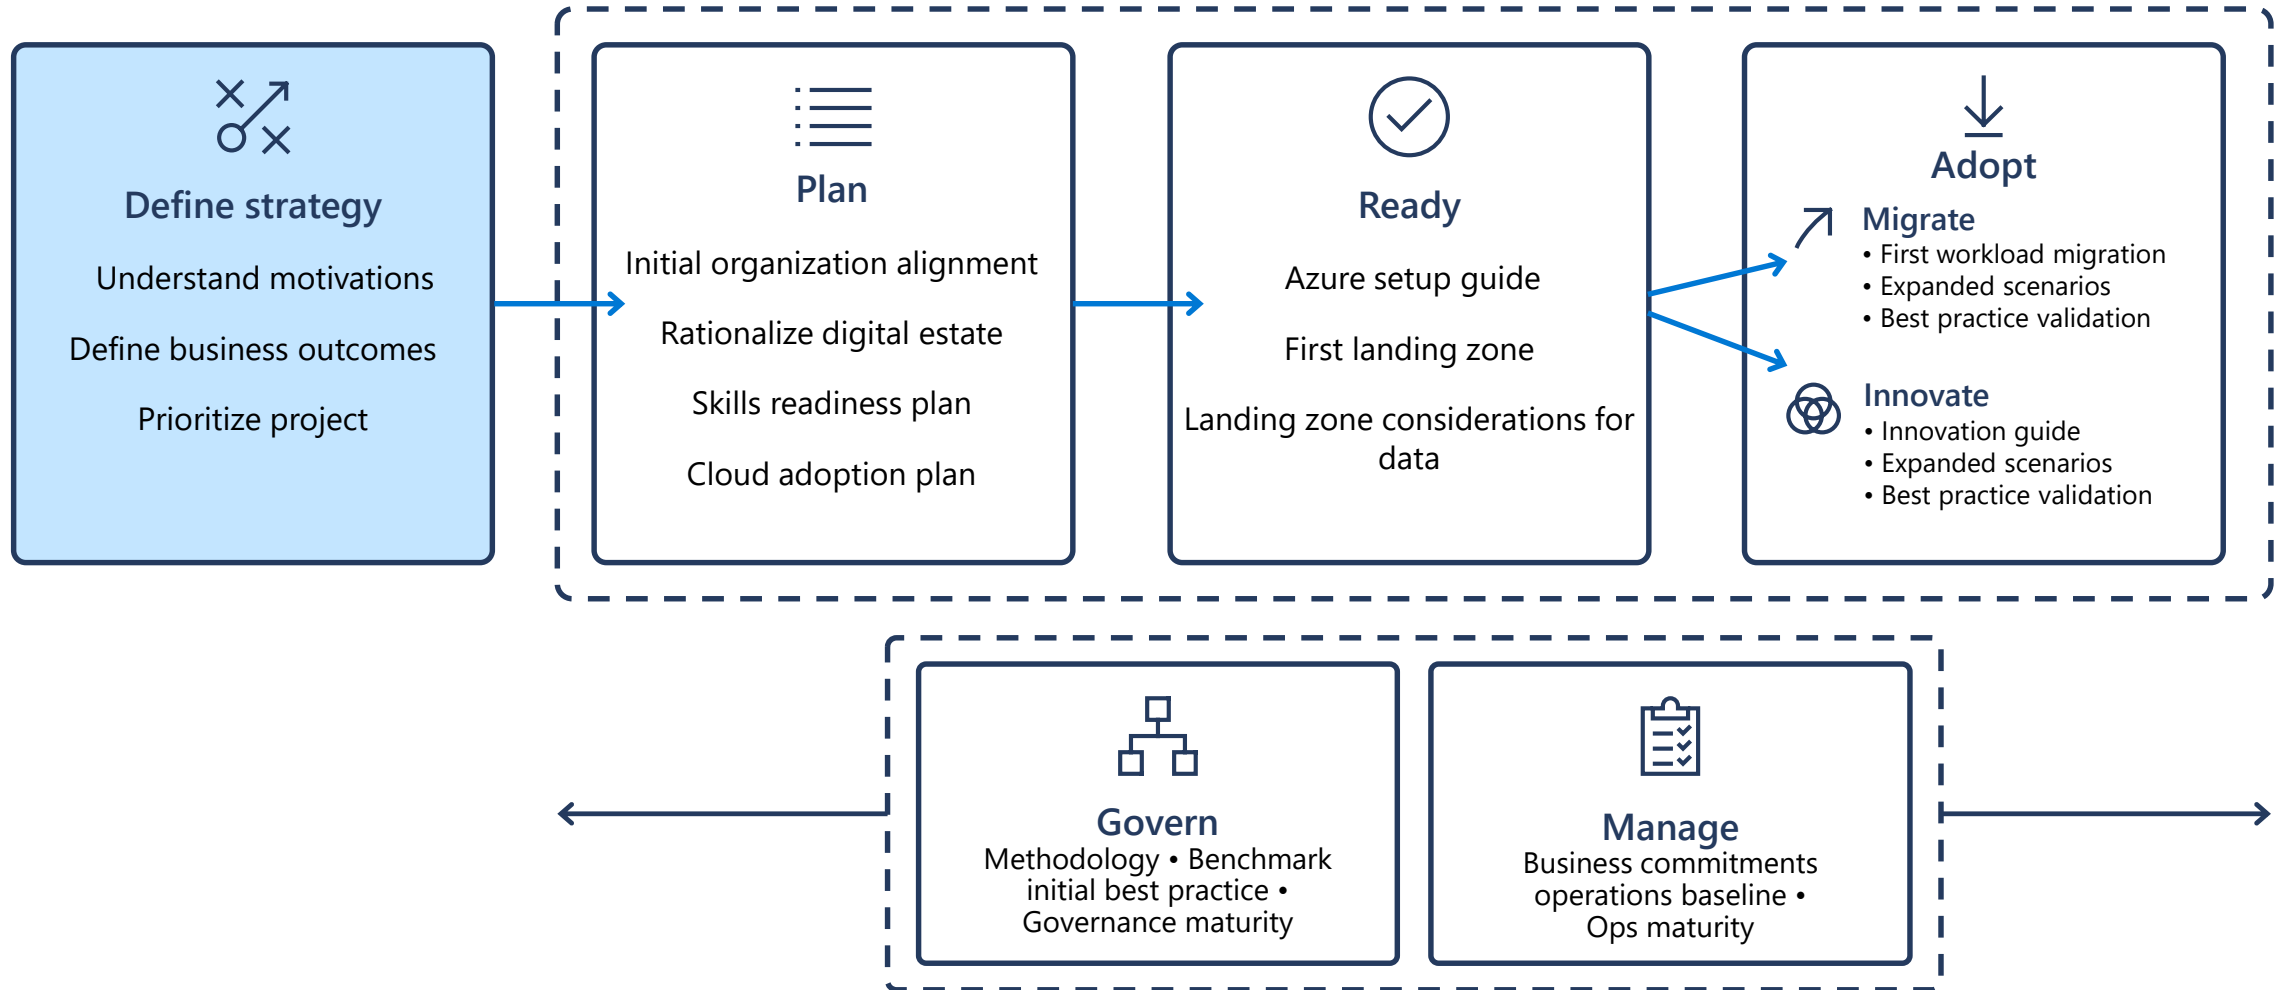 Define strategy
Understand motivations
Define business outcomes
Prioritize project
Plan
Initial organization alignment
Rationalize digital estate
Skills readiness plan
Cloud adoption plan
Ready
Azure setup guide
First landing zone
Landing zone considerations for
data
Adopt
Migrate
• First workload migration
• Expanded scenarios
• Best practice validation
Innovate
• Innovation guide
• Expanded scenarios
• Best practice validation
Govern
Methodology • Benchmark
initial best practice •
Governance maturity
Manage
Business commitments
operations baseline •
Ops maturity